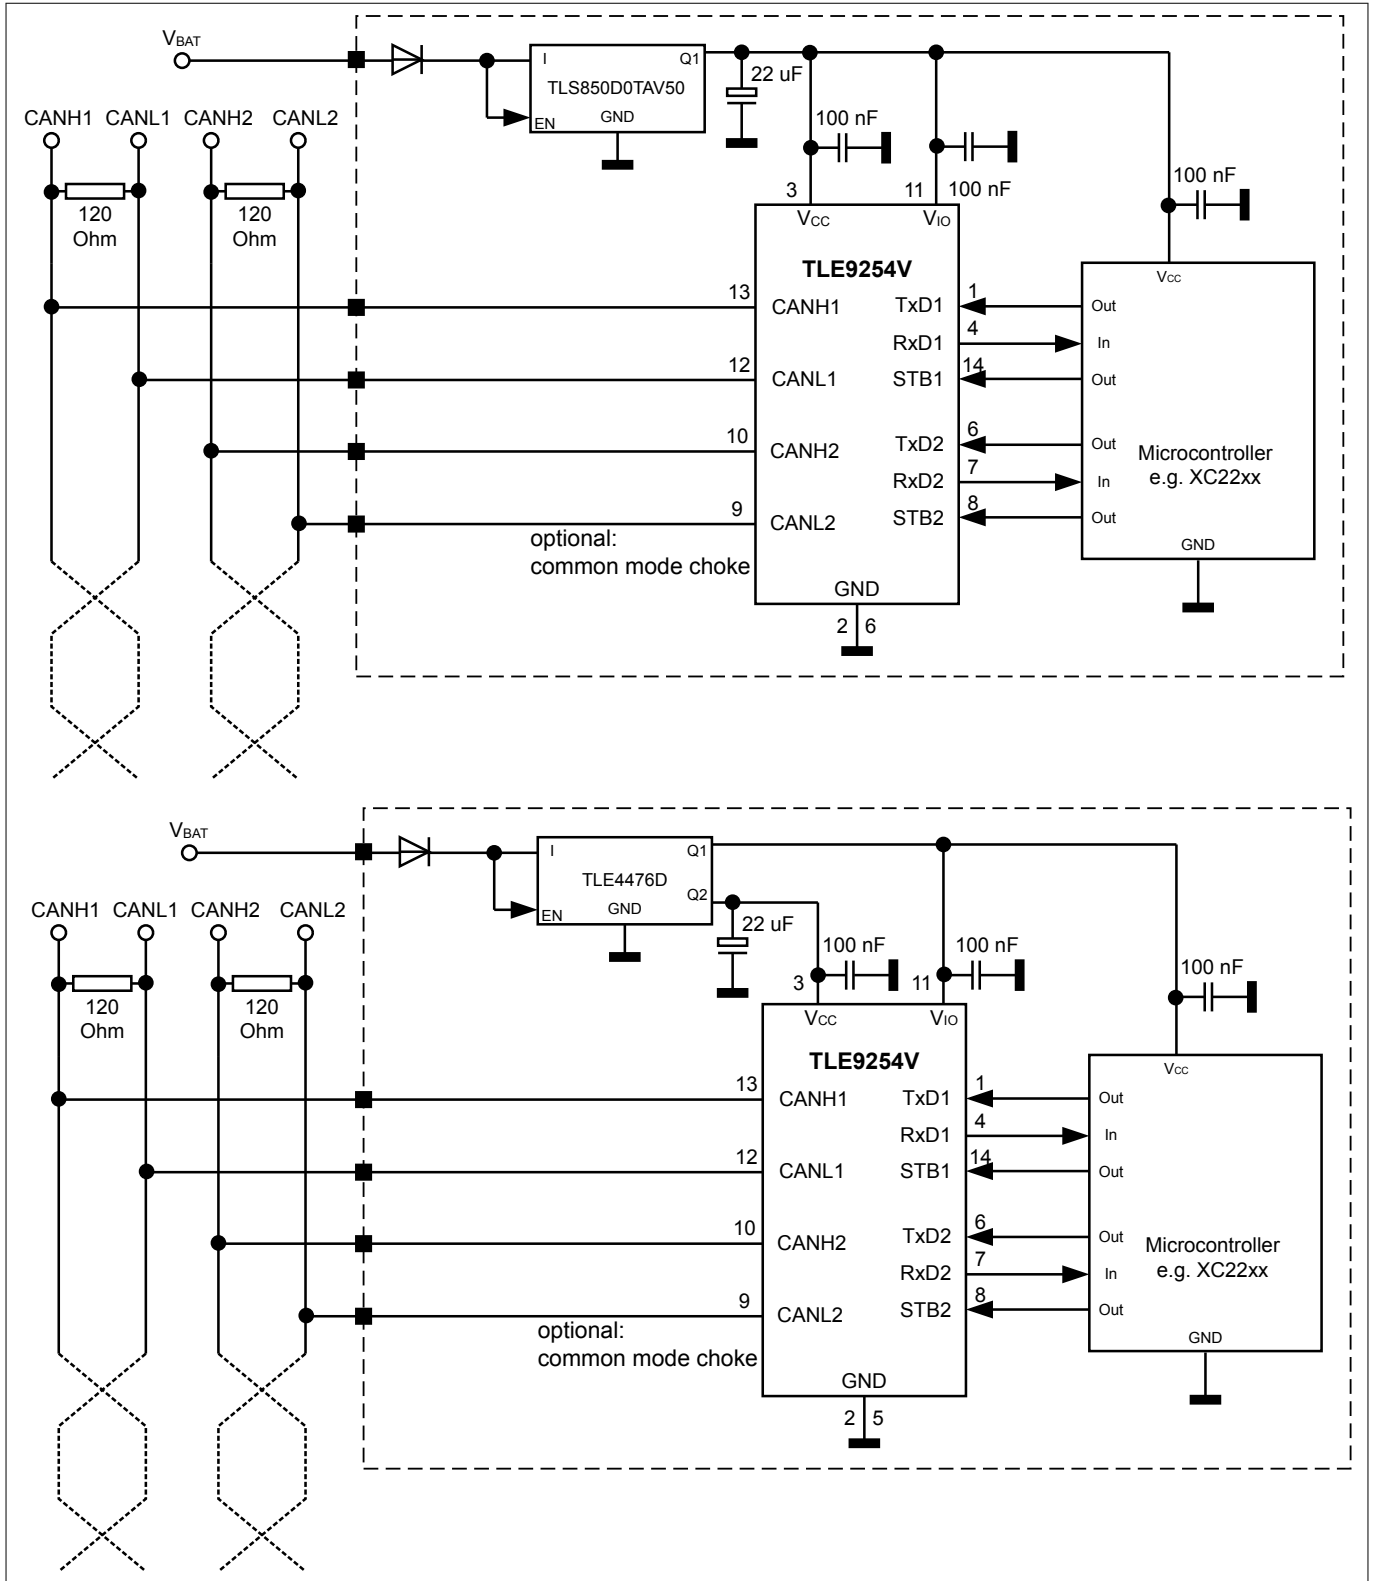 VBAT
I
Q1
TLS850D0TAV50
EN
GND
22 uF
100 nF
100 nF
100 nF
CANH1 CANL1 CANH2 CANL2
120
Ohm
120
Ohm
3
11
VCC
VIO
TLE9254V
13
CANH1
12
CANL1
10
CANH2
9
CANL2
TxD1
1
RxD1
4
STB1
14
TxD2
6
RxD2
7
STB2
8
GND
2 6
optional:
common mode choke
VCC
Out
In
Out
Out
In
Out
Microcontroller
e.g. XC22xx
GND
VBAT
I
Q1
TLE4476D
Q2
EN
GND
22 uF
100 nF
100 nF
100 nF
CANH1 CANL1 CANH2 CANL2
120
Ohm
120
Ohm
3
11
VCC
VIO
TLE9254V
13
CANH1
12
CANL1
10
CANH2
9
CANL2
TxD1
1
RxD1
4
STB1
14
TxD2
6
RxD2
7
STB2
8
GND
2 5
optional:
common mode choke
VCC
Out
In
Out
Out
In
Out
Microcontroller
e.g. XC22xx
GND